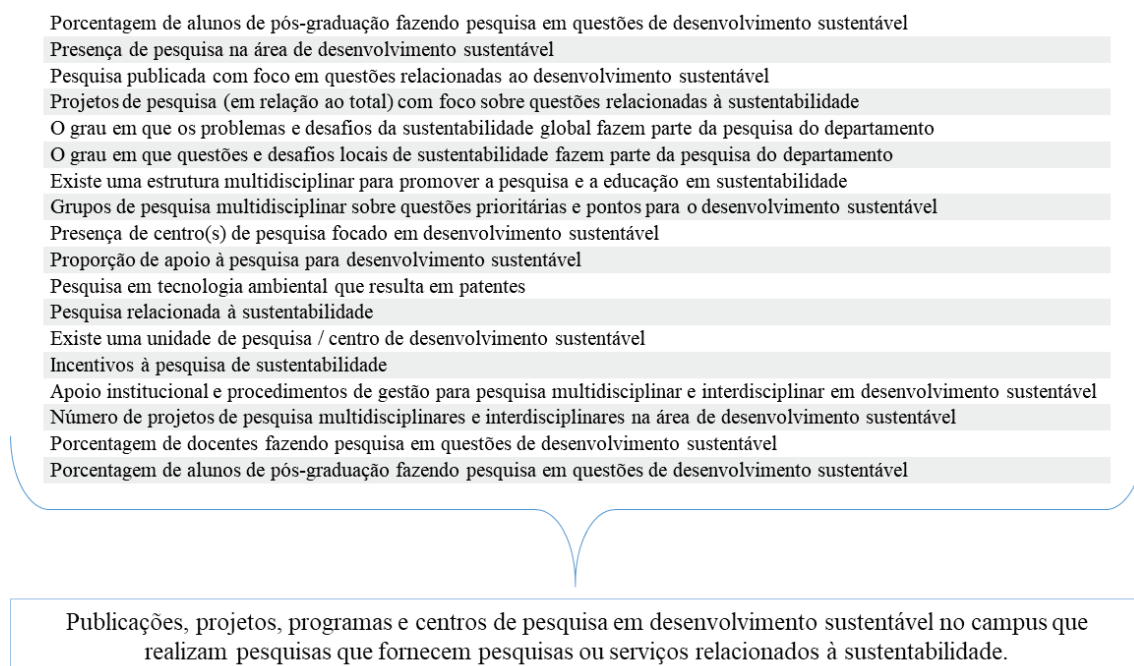 Porcentagem de alunos de pós-graduação fazendo pesquisa em questões de desenvolvimento sustentável
Presença de pesquisa na área de desenvolvimento sustentável
Pesquisa publicada com foco em questões relacionadas ao desenvolvimento sustentável
Projetos de pesquisa (em relação ao total) com foco sobre questões relacionadas à sustentabilidade
O grau em que os problemas e desafios da sustentabilidade global fazem parte da pesquisa do departamento
O grau em que questões e desafios locais de sustentabilidade fazem parte da pesquisa do departamento
Existe uma estrutura multidisciplinar para promover a pesquisa e a educação em sustentabilidade
Grupos de pesquisa multidisciplinar sobre questões prioritárias e pontos para o desenvolvimento sustentável
Presença de centro(s) de pesquisa focado em desenvolvimento sustentável
Proporção de apoio à pesquisa para desenvolvimento sustentável
Pesquisa em tecnologia ambiental que resulta em patentes
Pesquisa relacionada à sustentabilidade
Existe uma unidade de pesquisa / centro de desenvolvimento sustentável
Incentivos à pesquisa de sustentabilidade
Apoio institucional e procedimentos de gestão para pesquisa multidisciplinar e interdisciplinar em desenvolvimento sustentável
Número de projetos de pesquisa multidisciplinares e interdisciplinares na área de desenvolvimento sustentável
Porcentagem de docentes fazendo pesquisa em questões de desenvolvimento sustentável
Porcentagem de alunos de pós-graduação fazendo pesquisa em questões de desenvolvimento sustentável
Publicações, projetos, programas e centros de pesquisa em desenvolvimento sustentável no campus que
realizam pesquisas que fornecem pesquisas ou serviços relacionados à sustentabilidade.